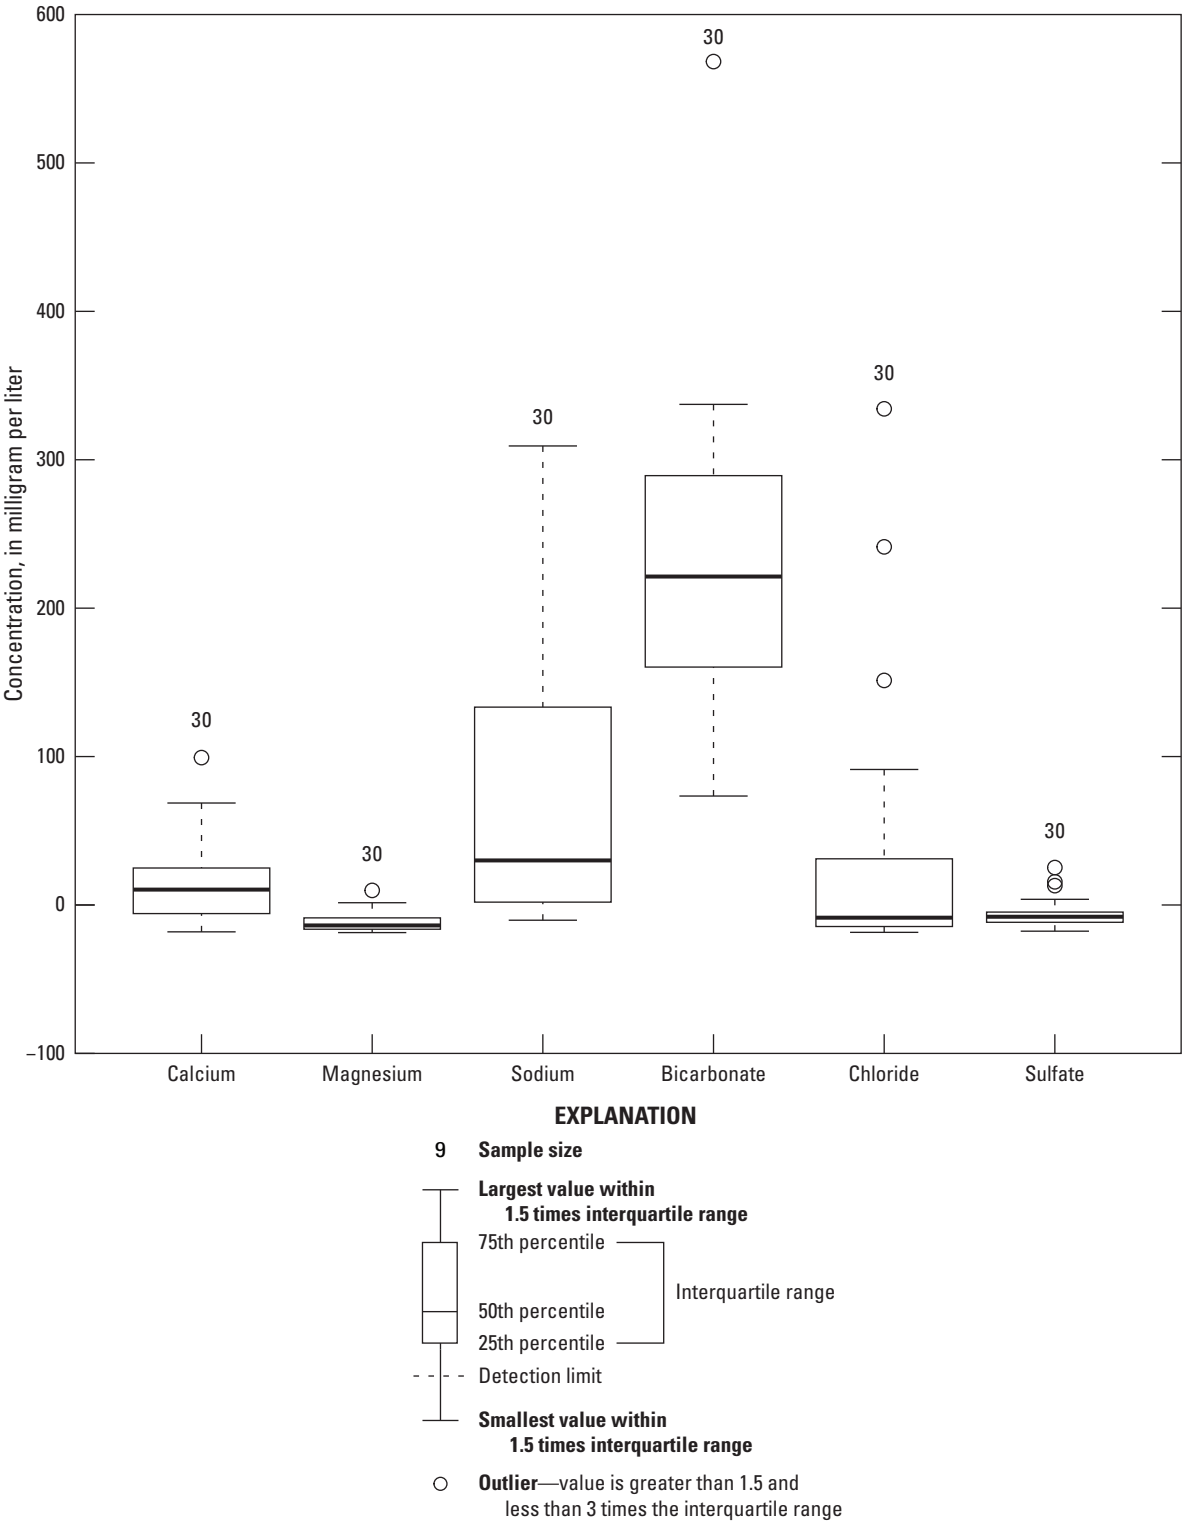 Concentration, in milligram per liter
600
500
400
300
200
100
0
–100
30
30
30
30
30
30
Calcium
Magnesium
Sodium
Bicarbonate
Chloride
Sulfate
EXPLANATION
9 Sample size
Largest value within
1.5 times interquartile range
75th percentile
Interquartile range
50th percentile
25th percentile
Detection limit
Smallest value within
1.5 times interquartile range
Outlier—value is greater than 1.5 and
less than 3 times the interquartile range